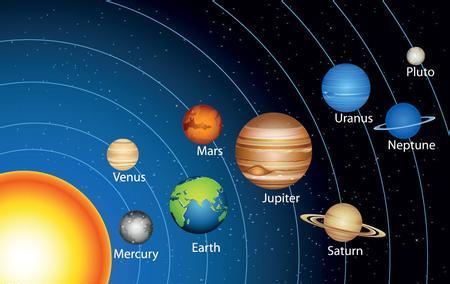 Pluto
Uranus
Neptune
Mars
Venus
Jupiter
Mercury
Earth
Saturn